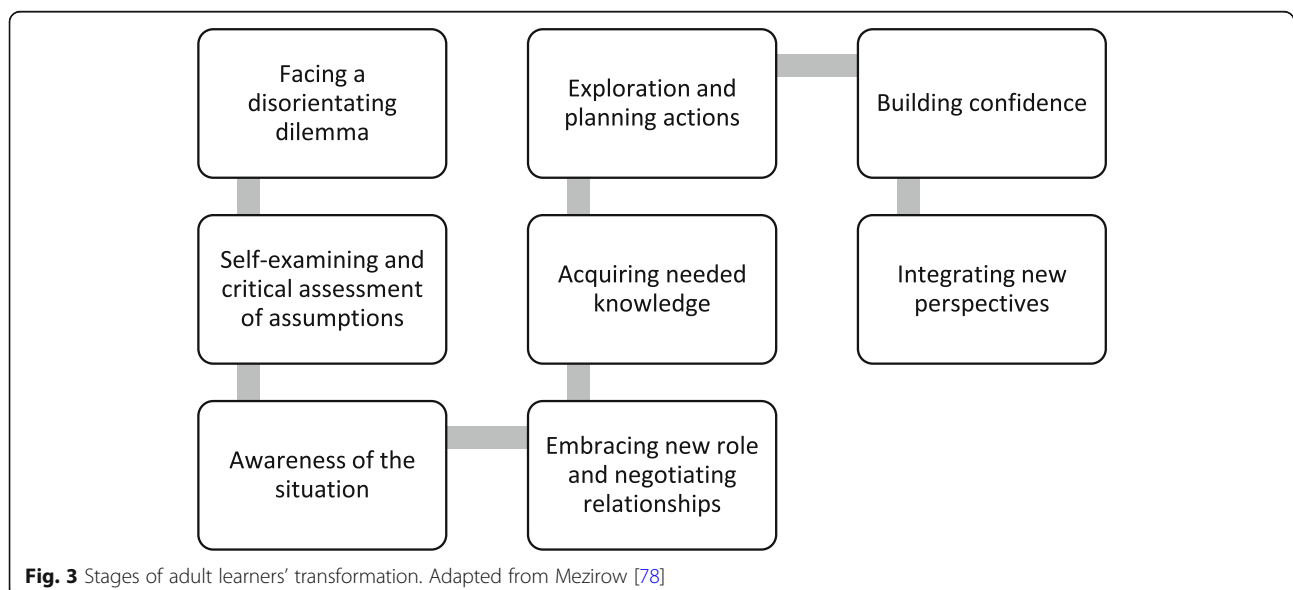 Facing a
disorientating
dilemma
Self-examining and
critical assessment
of assumptions
Awareness of the
situation
Embracing new role
and negotiating
relationships
Acquiring needed
knowledge
Exploration and
planning actions
Building confidence
Integrating new
perspectives
Fig. 3 Stages of adult learners’ transformation. Adapted from Mezirow [78]